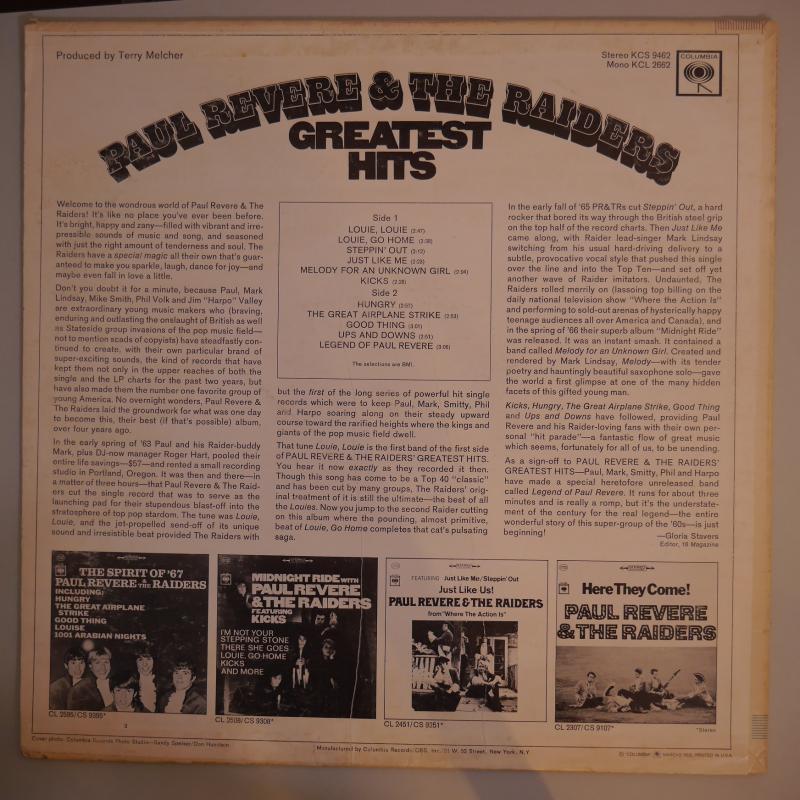 Produced by Terry Melcher
Stereo KCS 9462
Mono KCL 2662
COLUMBIA
PAUL REVERE & THE RAIDERS
GREATEST
HITS
Welcome to the wondrous world of Paul Revere & The
Raiders! It's like no place you've ever been before.
It's bright, happy and zany—filled with vibrant and irre-
pressible sounds of music and song, and seasoned
with just the right amount of tenderness and soul. The
Raiders have a special magic all their own that's guar-
anteed to make you sparkle, laugh, dance for joy—and
maybe even fall in love a little.
Don't you doubt it for a minute, because Paul, Mark
Lindsay, Mike Smith, Phil Volk and Jim "Harpo" Valley
are extraordinary young music makers who (braving,
enduring and outlasting the onslaught of British as well
as Stateside group invasions of the pop music field—
not to mention scads of copyists) have steadfastly con-
tinued to create, with their own particular brand of
super-exciting sounds, the kind of records that have
kept them not only in the upper reaches of both the
single and the LP charts for the past two years, but
have also made them the number one favorite group of
young America. No overnight wonders, Paul Revere &
The Raiders laid the groundwork for what was one day
to become this, their best (if that's possible) album,
over four years ago.
In the early spring of '63 Paul and his Raider-buddy
Mark, plus DJ-now manager Roger Hart, pooled their
entire life savings—$57—and rented a small recording
studio in Portland, Oregon. It was then and there—in
a matter of three hours—that Paul Revere & The Raid-
ers cut the single record that was to serve as the
launching pad for their stupendous blast-off into the
stratosphere of top pop stardom. The tune was Louie,
Louie, and the jet-propelled send-off of its unique
sound and irresistible beat provided The Raiders with
Side 1
LOUIE, LOUIE (2:47)
LOUIE, GO HOME (2:38)
STEPPIN' OUT (2:12)
JUST LIKE ME (2:23)
MELODY FOR AN UNKNOWN GIRL (2:04)
KICKS (2:28)
Side 2
HUNGRY (2:57)
THE GREAT AIRPLANE STRIKE (2:53)
GOOD THING (3:01)
UPS AND DOWNS (2:51)
LEGEND OF PAUL REVERE (3:06)
The selections are BMI.
but the first of the long series of powerful hit single
records which were to keep Paul, Mark, Smitty, Phil
and Harpo soaring along on their steady upward
course toward the rarified heights where the kings and
giants of the pop music field dwell.
That tune Louie, Louie is the first band of the first side
of PAUL REVERE & THE RAIDERS' GREATEST HITS.
You hear it now exactly as they recorded it then.
Though this song has come to be a Top 40 "classic"
and has been cut by many groups, The Raiders' orig-
inal treatment of it is still the ultimate—the best of all
the Louies. Now you jump to the second Raider cutting
on this album where the pounding, almost primitive,
beat of Louie, Go Home completes that cat's pulsating
saga.
In the early fall of '65 PR&TRs cut Steppin' Out, a hard
rocker that bored its way through the British steel grip
on the top half of the record charts. Then Just Like Me
came along, with Raider lead-singer Mark Lindsay
switching from his usual hard-driving delivery to a
subtle, provocative vocal style that pushed this single
over the line and into the Top Ten—and set off yet
another wave of Raider imitators. Undaunted, The
Raiders rolled merrily on (lassoing top billing on the
daily national television show "Where the Action Is"
and performing to sold-out arenas of hysterically happy
teenage audiences all over America and Canada), and
in the spring of '66 their superb album "Midnight Ride"
was released. It was an instant smash. It contained a
band called Melody for an Unknown Girl. Created and
rendered by Mark Lindsay, Melody—with its tender
poetry and hauntingly beautiful saxophone solo—gave
the world a first glimpse at one of the many hidden
facets of this gifted young man.
Kicks, Hungry, The Great Airplane Strike, Good Thing
and Ups and Downs have followed, providing Paul
Revere and his Raider-loving fans with their own per-
sonal "hit parade"—a fantastic flow of great music
which seems, fortunately for all of us, to be unending.
As a sign-off to PAUL REVERE & THE RAIDERS'
GREATEST HITS—Paul, Mark, Smitty, Phil and Harpo
have made a special heretofore unreleased band
called Legend of Paul Revere. It runs for about three
minutes and is really a romp, but it's the understate-
ment of the century for the real legend—the entire
wonderful story of this super-group of the '60s—is just
beginning!
—Gloria Stavers
Editor, 16 Magazine
THE SPIRIT OF '67
PAUL REVERE & THE RAIDERS
INCLUDING:
HUNGRY
THE GREAT AIRPLANE
STRIKE
GOOD THING
LOUISE
1001 ARABIAN NIGHTS
CL 2595/CS 9395*
MIDNIGHT RIDE WITH
PAUL REVERE
& THE RAIDERS
FEATURING
KICKS
I'M NOT YOUR
STEPPING STONE
THERE SHE GOES
LOUIE, GO HOME
KICKS
AND MORE
CL 2508/CS 9308*
FEATURING Just Like Me/Steppin' Out
Just Like Us!
PAUL REVERE & THE RAIDERS
from "Where The Action Is"
CL 2451/CS 9251*
Here They Come!
PAUL REVERE
& THE RAIDERS
CL 2307/CS 9107*
*Stereo
3
Cover photo: Columbia Records Photo Studio—Sandy Speiser/Don Hunstein
Manufactured by Columbia Records/CBS, Inc./51 W. 52 Street, New York, N.Y.
© COLUMBIA MARCAS REG. PRINTED IN U.S.A.